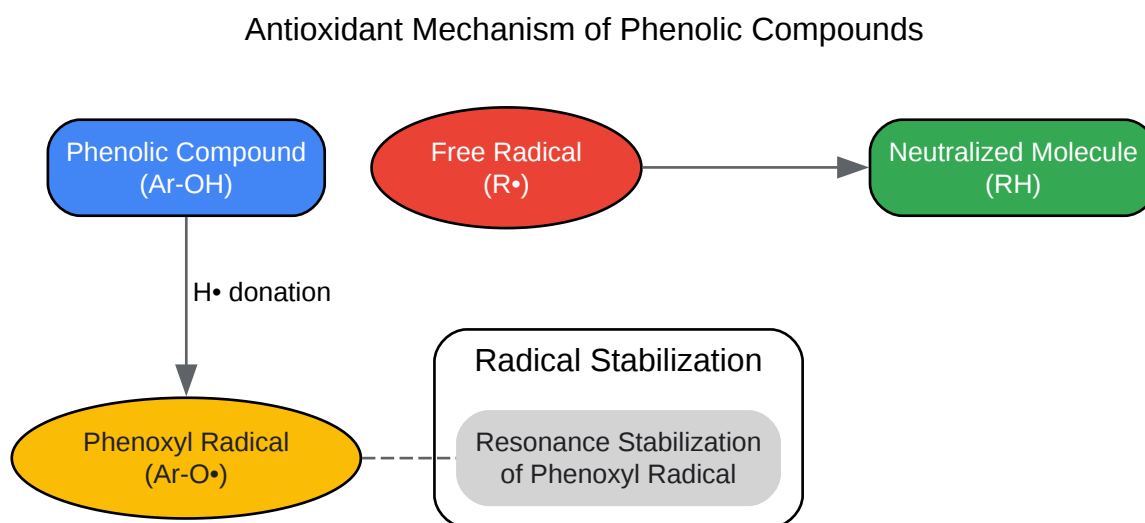 Antioxidant Mechanism of Phenolic Compounds
Phenolic Compound
(Ar-OH)
Free Radical
(R•)
Neutralized Molecule
(RH)
H• donation
Radical Stabilization
Phenoxyl Radical
(Ar-O•)
Resonance Stabilization
of Phenoxyl Radical